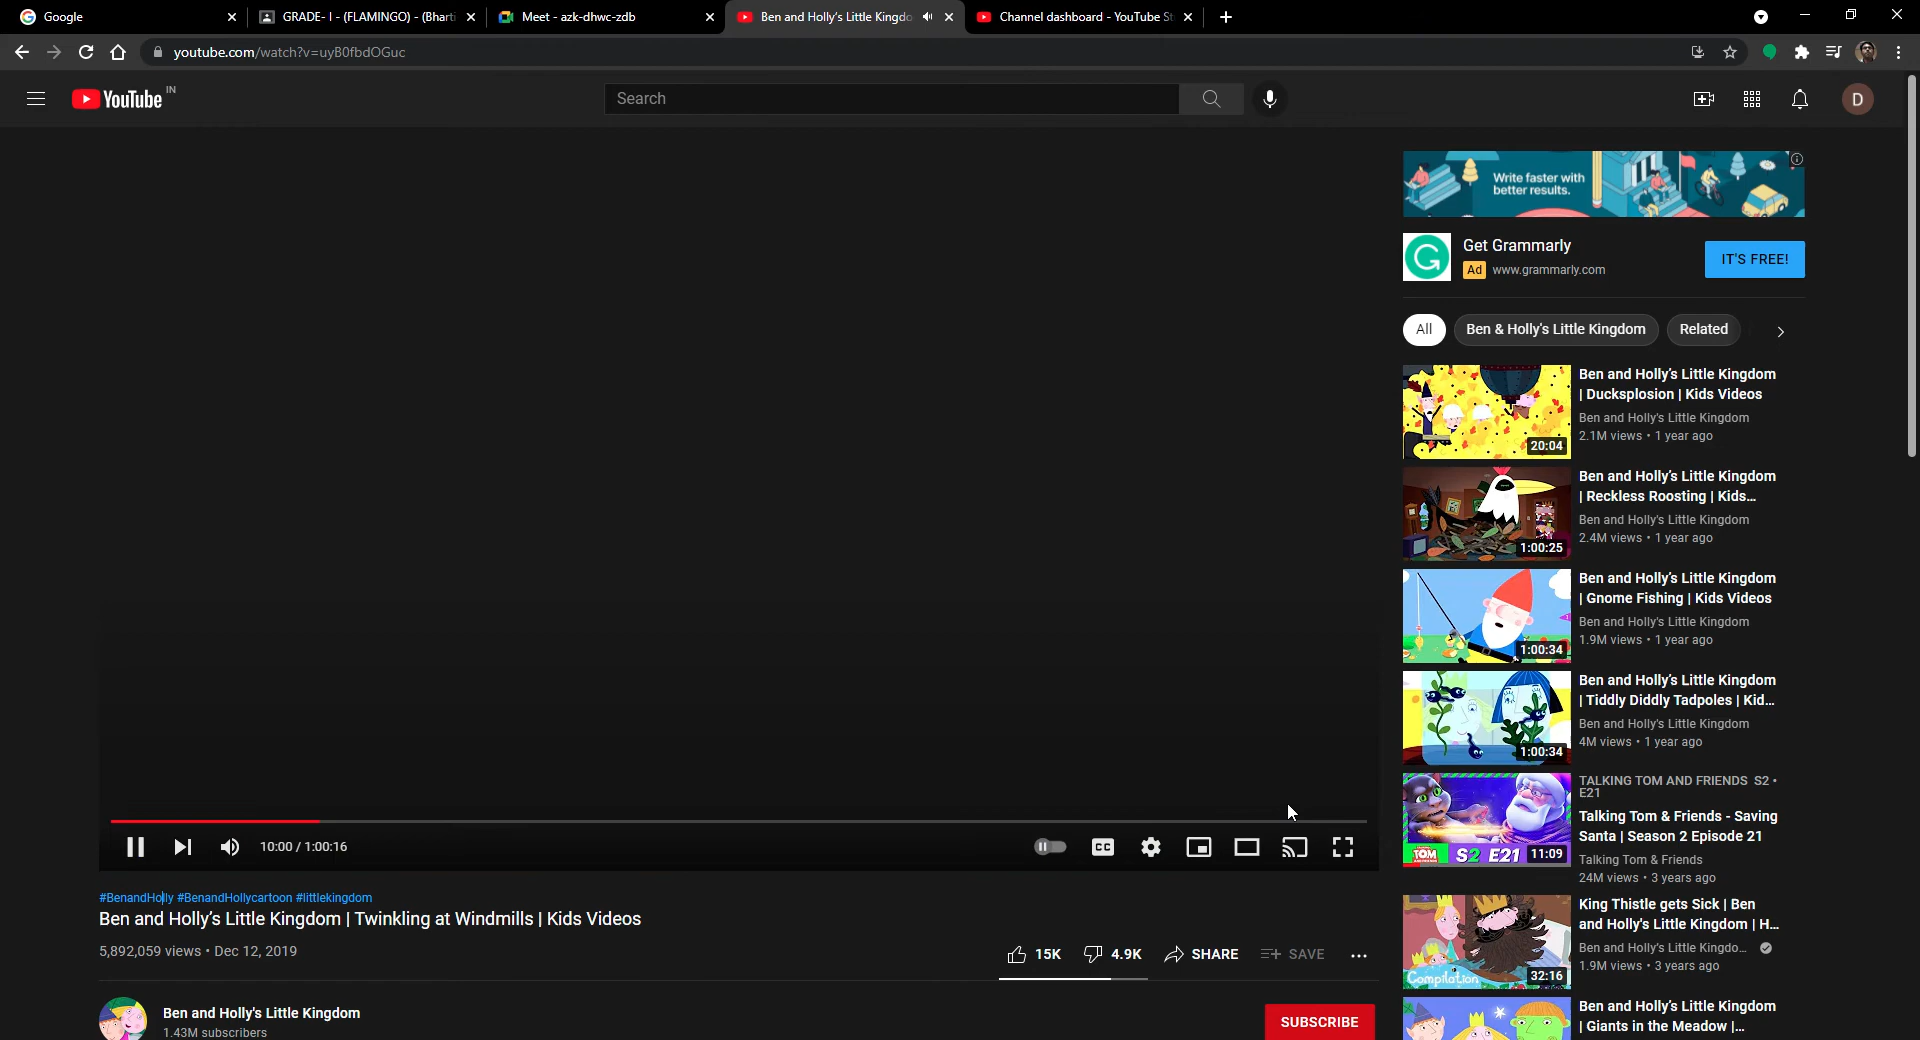 Google
GRADE- I - (FLAMINGO) - (Bharti
Meet - azk-dhwc-zdb
Ben and Holly's Little Kingdo
Channel dashboard - YouTube St
youtube.com/watch?v=uyB0fbdOGuc
YouTube IN
Search
D
Write faster with
better results.
Get Grammarly
Ad www.grammarly.com
IT'S FREE!
All
Ben & Holly's Little Kingdom
Related
Ben and Holly's Little Kingdom
| Ducksplosion | Kids Videos
Ben and Holly's Little Kingdom
2.1M views • 1 year ago
20:04
Ben and Holly's Little Kingdom
| Reckless Roosting | Kids...
Ben and Holly's Little Kingdom
2.4M views • 1 year ago
1:00:25
Ben and Holly's Little Kingdom
| Gnome Fishing | Kids Videos
Ben and Holly's Little Kingdom
1.9M views • 1 year ago
1:00:34
Ben and Holly's Little Kingdom
| Tiddly Diddly Tadpoles | Kid...
Ben and Holly's Little Kingdom
4M views • 1 year ago
1:00:34
TALKING TOM AND FRIENDS S2 •
E21
Talking Tom & Friends - Saving
Santa | Season 2 Episode 21
Talking Tom & Friends
24M views • 3 years ago
TOM S2 E21 11:09
King Thistle gets Sick | Ben
and Holly's Little Kingdom | H...
Ben and Holly's Little Kingdo...
1.9M views • 3 years ago
Compilation 32:16
Ben and Holly's Little Kingdom
| Giants in the Meadow |...
10:00 / 1:00:16
CC
#BenandHolly #BenandHollycartoon #littlekingdom
Ben and Holly's Little Kingdom | Twinkling at Windmills | Kids Videos
5,892,059 views • Dec 12, 2019
15K
4.9K
SHARE
SAVE
Ben and Holly's Little Kingdom
1.43M subscribers
SUBSCRIBE